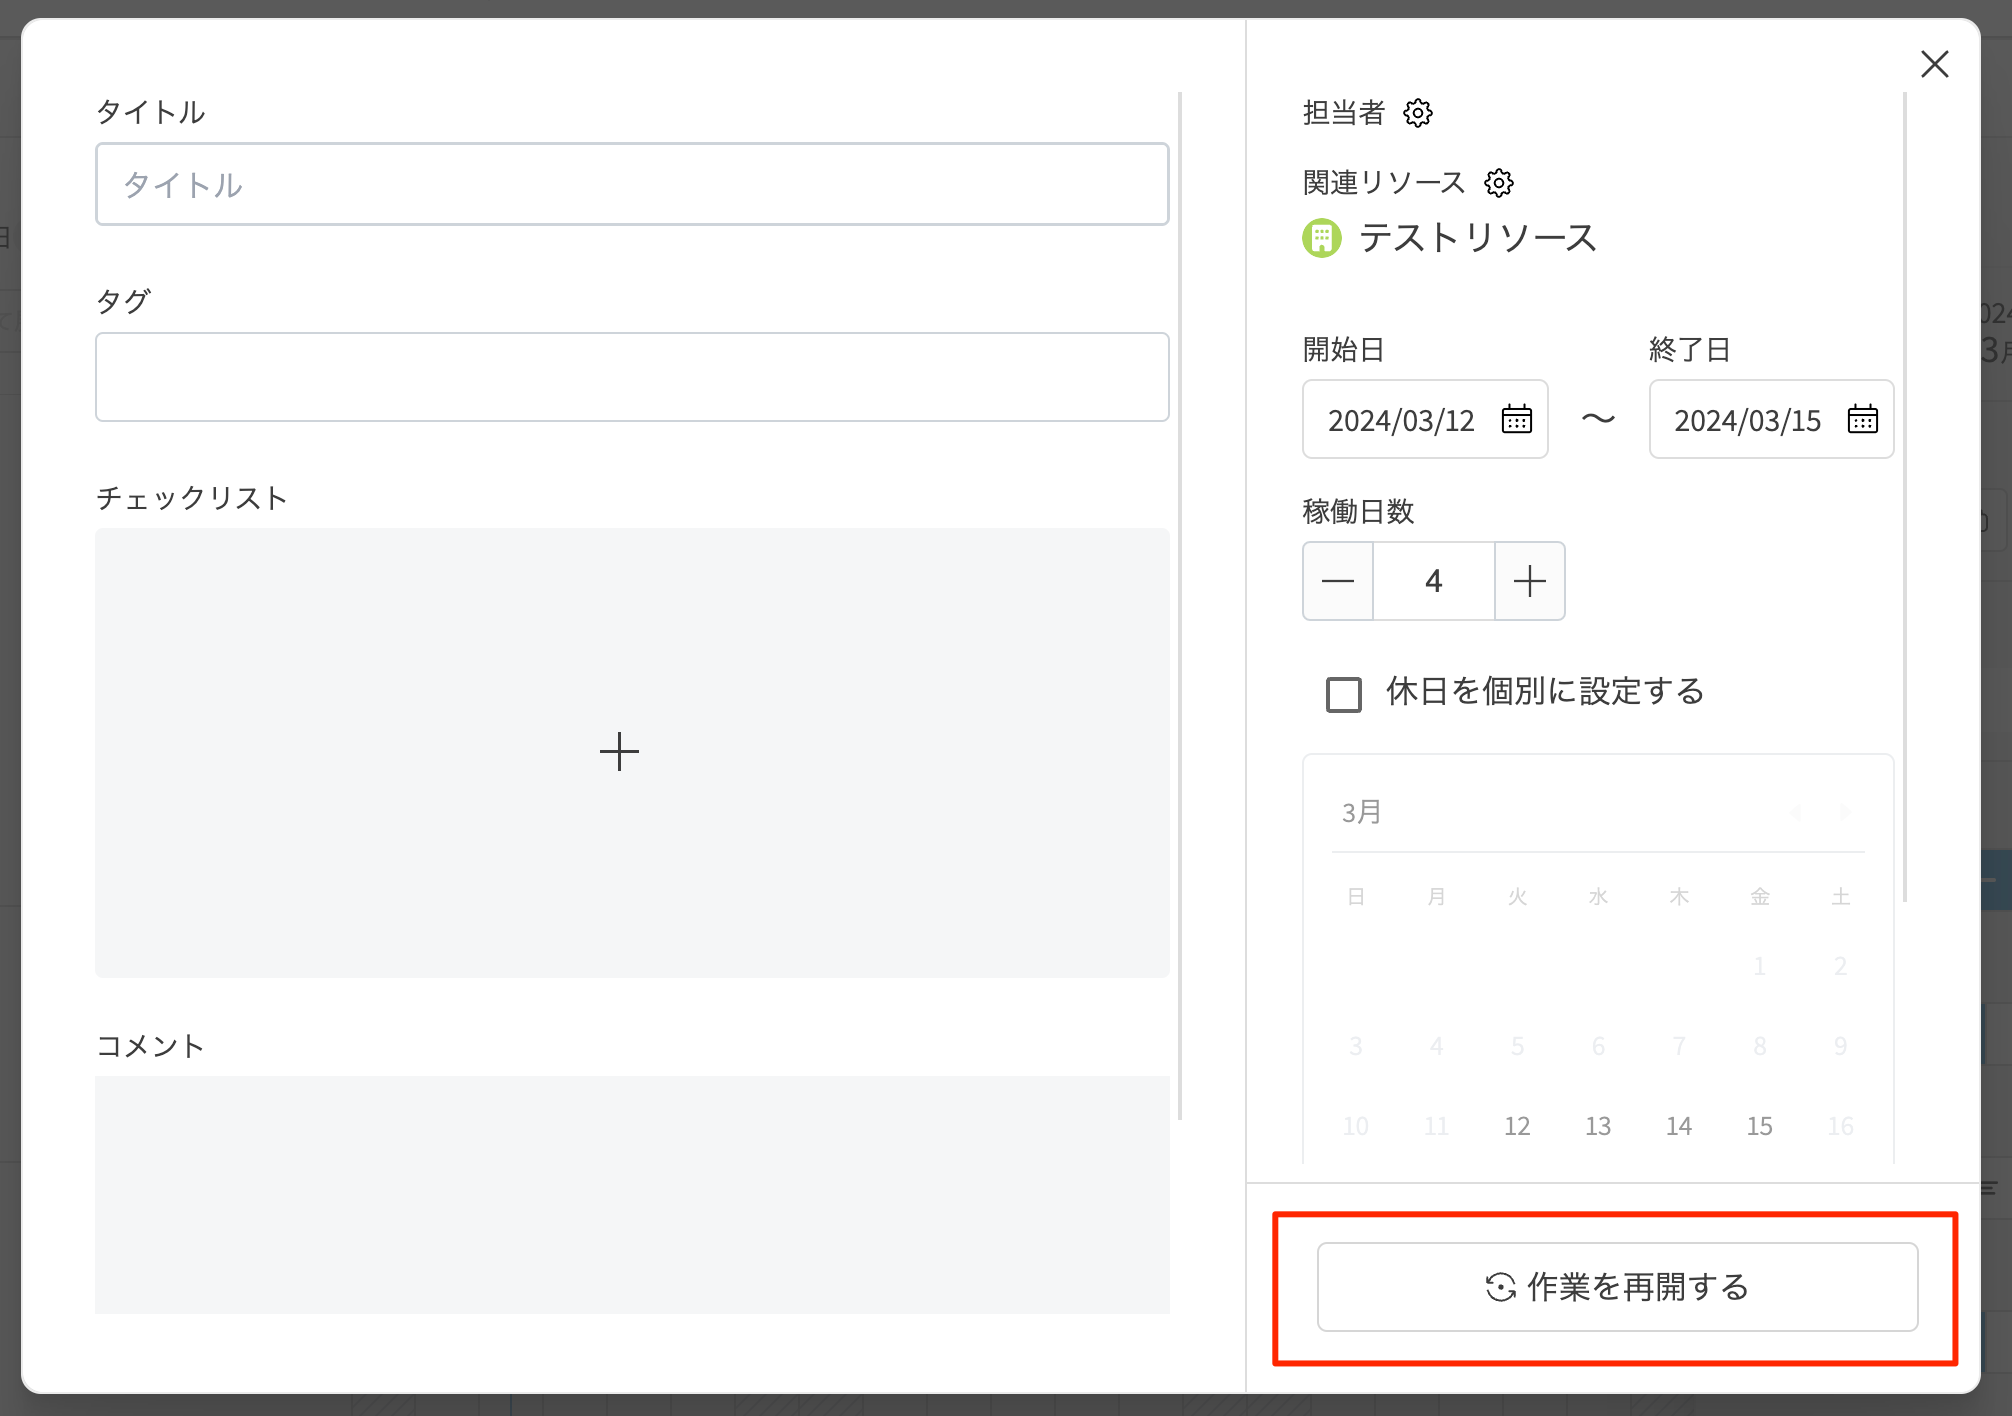 タイトル
タイトル
タグ
チェックリスト
コメント
担当者
関連リソース
テストリソース
開始日
終了日
2024/03/12
～
2024/03/15
稼働日数
4
休日を個別に設定する
3月
日 月 火 水 木 金 土
1 2
3 4 5 6 7 8 9
10 11 12 13 14 15 16
作業を再開する